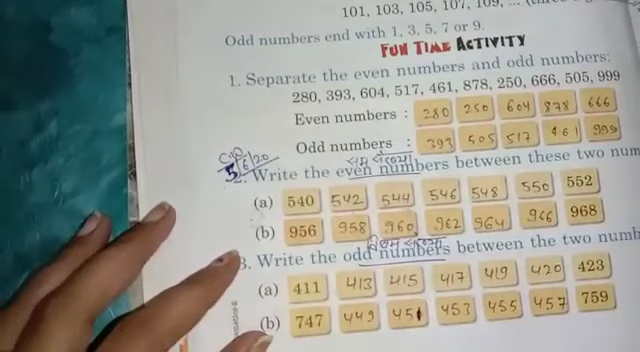 101, 103, 105, 107, 109, ...
Odd numbers end with 1, 3, 5, 7 or 9.
FUN TIME ACTIVITY
1. Separate the even numbers and odd numbers:
280, 393, 604, 517, 461, 878, 250, 666, 505, 999
Even numbers : 280 250 604 878 666
Odd numbers : 393 505 517 461 999
C.W 5/6/20 सम संख्या
2. Write the even numbers between these two num
(a) 540 542 544 546 548 550 552
(b) 956 958 960 962 964 966 968
विषम संख्या
3. Write the odd numbers between the two numb
(a) 411 413 415 417 419 420 423
(b) 747 449 451 453 455 457 759